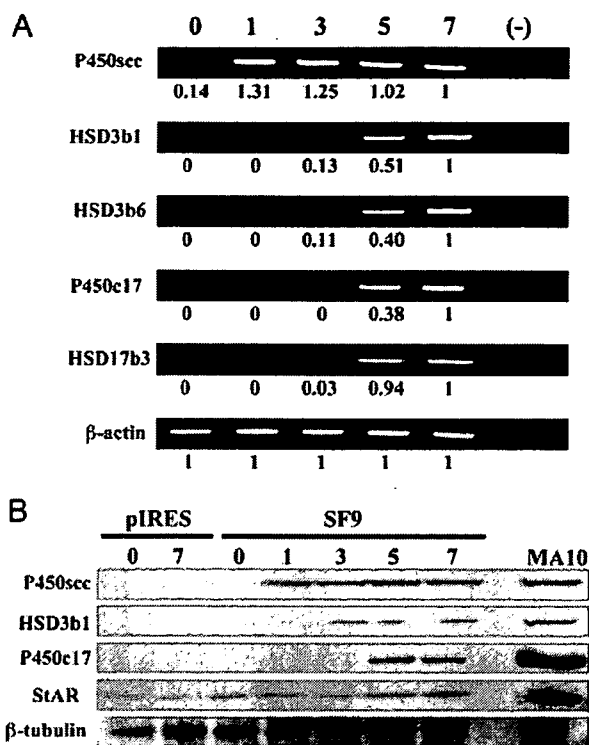 A
0 1 3 5 7 (-)
P450scc
0.14 1.31 1.25 1.02 1
HSD3b1
0 0 0.13 0.51 1
HSD3b6
0 0 0.11 0.40 1
P450c17
0 0 0 0.38 1
HSD17b3
0 0 0.03 0.94 1
β-actin
1 1 1 1 1
B
pIRES SF9
0 7 0 1 3 5 7 MA10
P450scc
HSD3b1
P450c17
StAR
β-tubulin